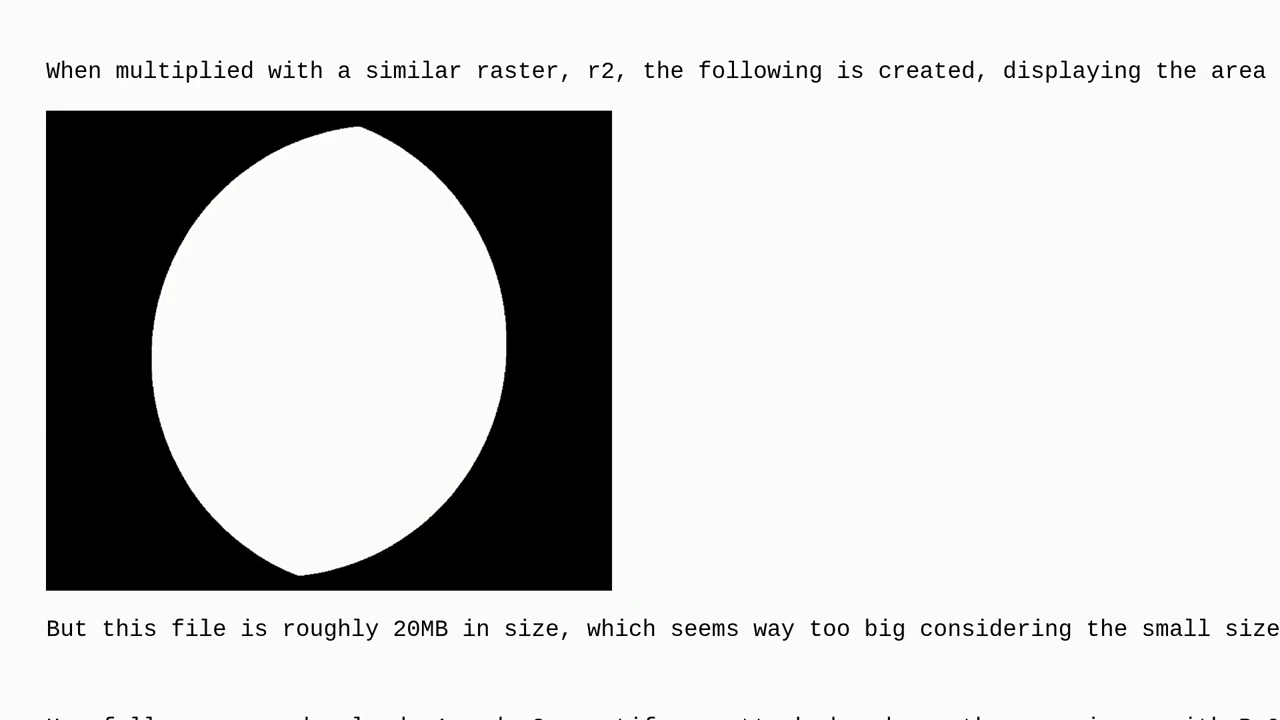 When multiplied with a similar raster, r2, the following is created, displaying the area
But this file is roughly 20MB in size, which seems way too big considering the small size